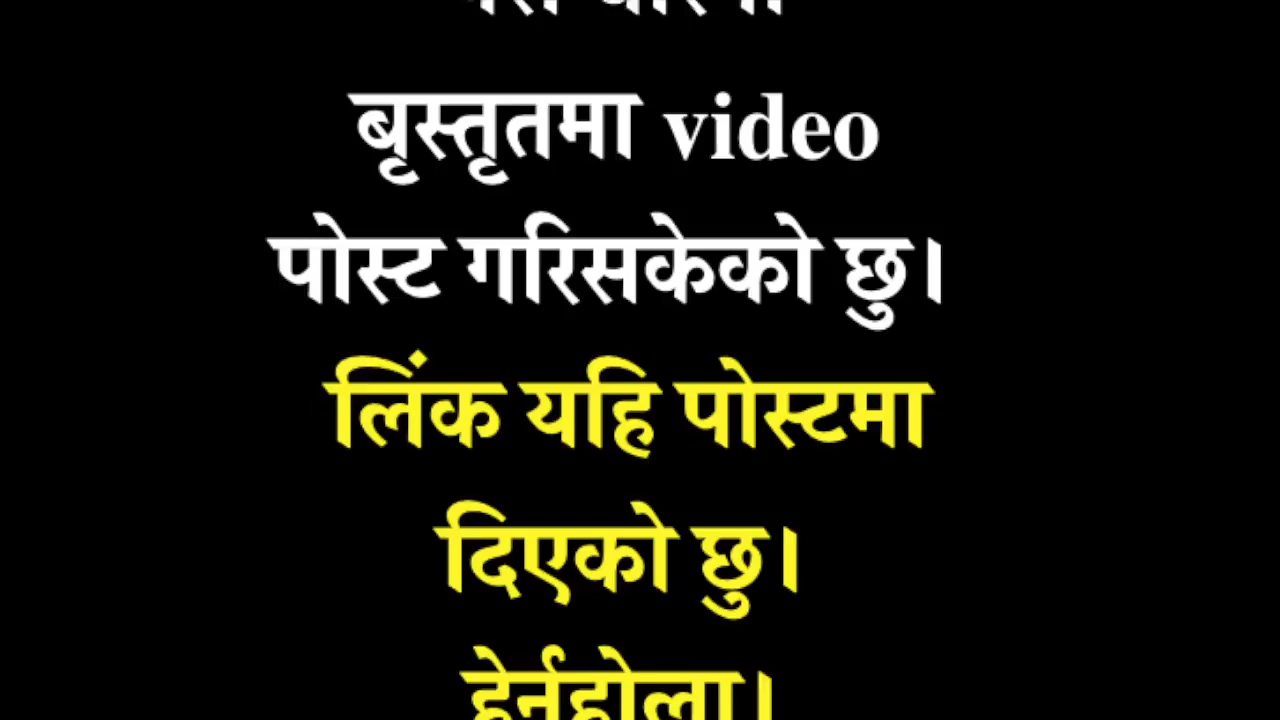 बृस्तृतमा video
पोस्ट गरिसकेको छु।
लिंक यहि पोस्टमा
दिएको छु।
हेर्नुहोला।